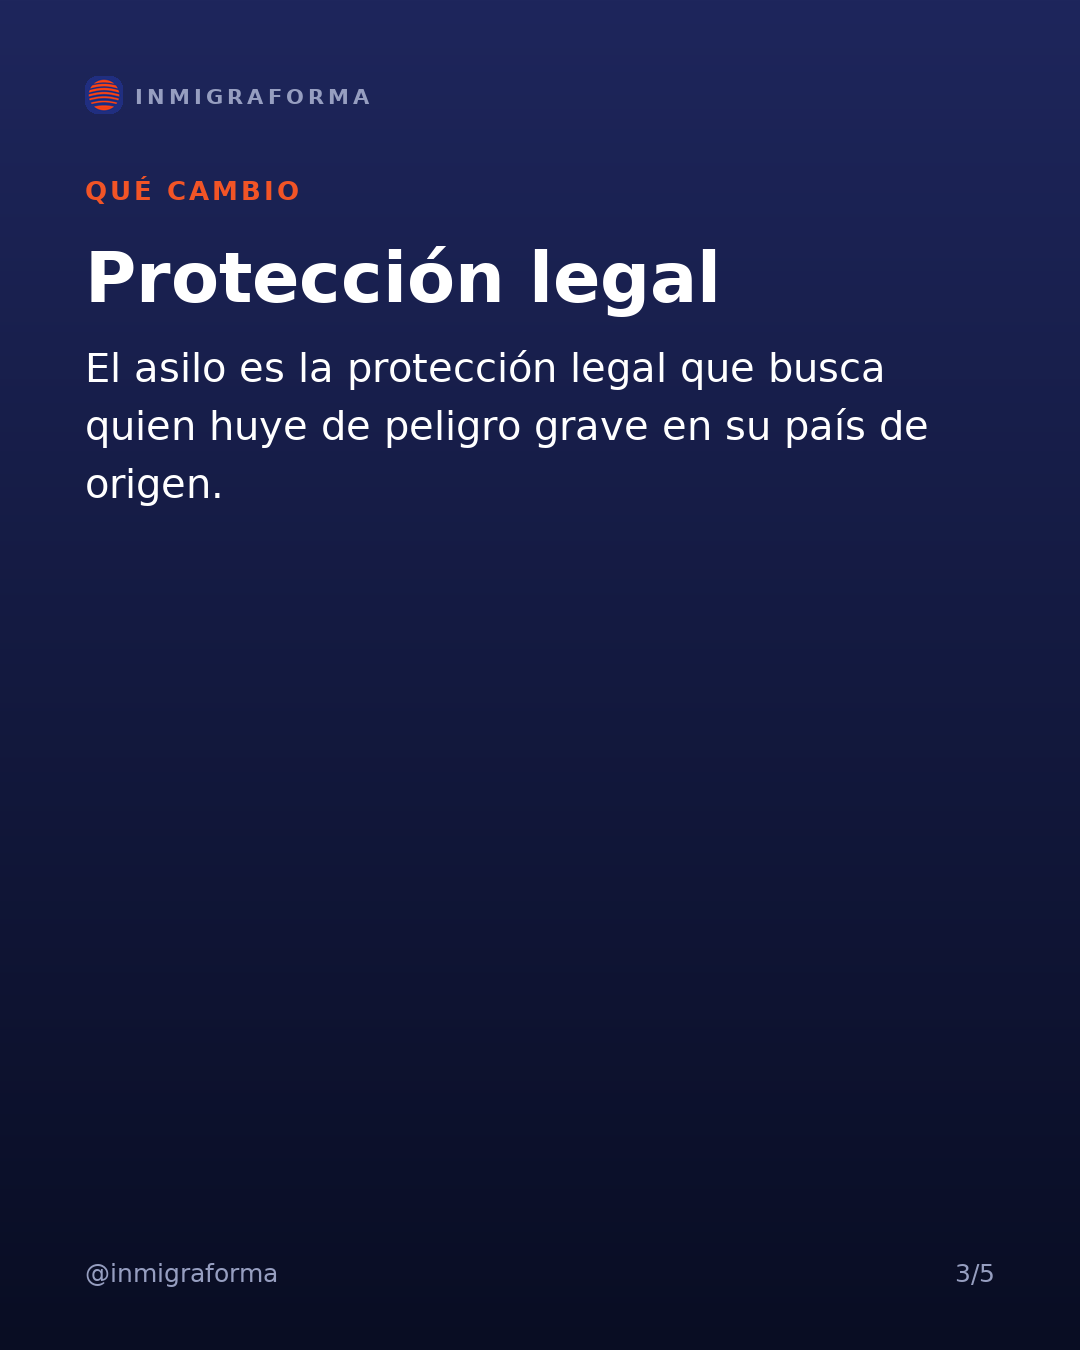 INMIGRAFORMA
QUÉ CAMBIO
Protección legal
El asilo es la protección legal que busca
quien huye de peligro grave en su país de
origen.
@inmigraforma
3/5